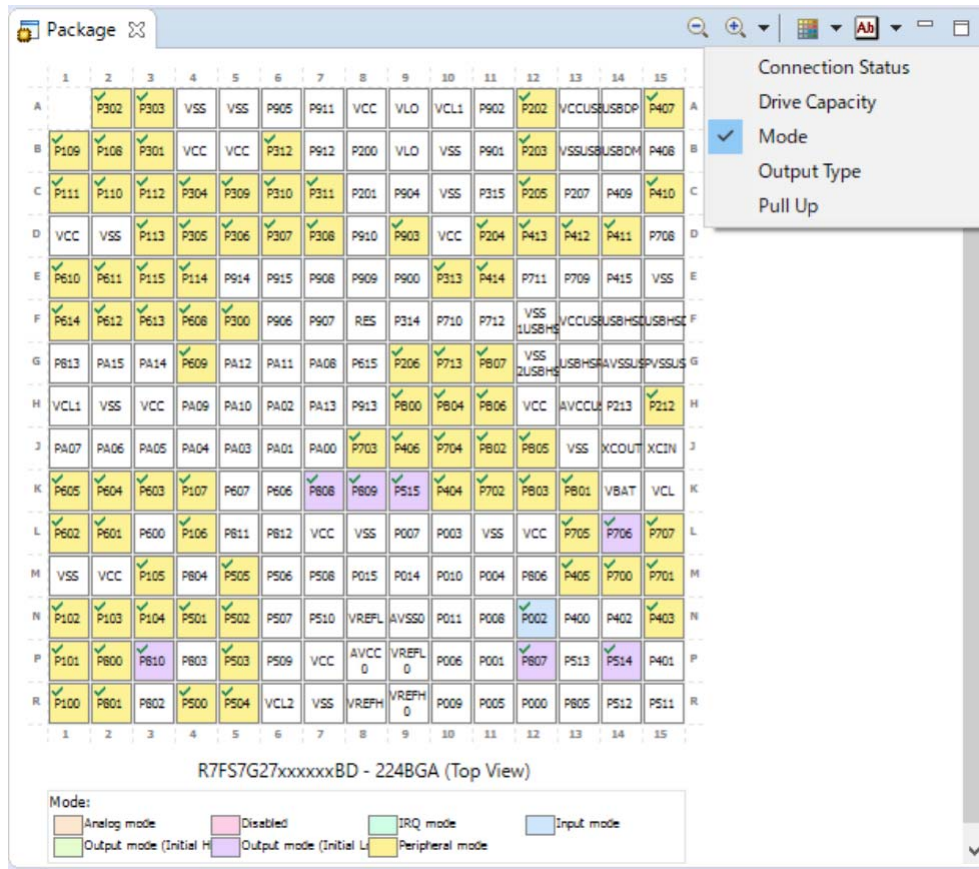 Package
Ab
Connection Status
Drive Capacity
Mode
Output Type
Pull Up
1 2 3 4 5 6 7 8 9 10 11 12 13 14 15
A P302 P303 VSS VSS P905 P911 VCC VLO VCL1 P902 P202 VCCUSB USBDP P407 A
B P109 P108 P301 VCC VCC P312 P912 P200 VLO VSS P901 P203 VSSUSB USBDM P408 B
C P111 P110 P112 P304 P309 P310 P311 P201 P904 VSS P315 P205 P207 P409 P410 C
D VCC VSS P113 P305 P306 P307 P308 P910 P903 VCC P204 P413 P412 P411 P708 D
E P610 P611 P115 P114 P914 P915 P908 P909 P900 P313 P414 P711 P709 P415 VSS E
F P614 P612 P613 P608 P300 P906 P907 RES P314 P710 P712 VSS 1USBHS VCCUS USBHS USBHS F
G P813 PA15 PA14 P609 PA12 PA11 PA08 P615 P206 P713 PB07 VSS 2USBHS USBHS AVSSUS PVSSUS G
H VCL1 VSS VCC PA09 PA10 PA02 PA13 P913 PB00 PB04 PB06 VCC AVCCU P213 P212 H
J PA07 PA06 PA05 PA04 PA03 PA01 PA00 P703 P406 P704 PB02 PB05 VSS XCOUT XCIN J
K P605 P604 P603 P107 P607 P606 P808 P809 P515 P404 P702 PB03 PB01 VBAT VCL K
L P602 P601 P600 P106 P811 P812 VCC VSS P007 P003 VSS VCC P705 P706 P707 L
M VSS VCC P105 P804 P505 P506 P508 P015 P014 P010 P004 P806 P405 P700 P701 M
N P102 P103 P104 P501 P502 P507 P510 VREFL AVSS0 P011 P008 P002 P400 P402 P403 N
P P101 P800 P810 P803 P503 P509 VCC AVCC 0 VREFL 0 P006 P001 P807 P513 P514 P401 P
R P100 P801 P802 P500 P504 VCL2 VSS VREFH VREFH 0 P009 P005 P000 P805 P512 P511 R
1 2 3 4 5 6 7 8 9 10 11 12 13 14 15
R7FS7G27xxxxxxBD - 224BGA (Top View)
Mode:
Analog mode Disabled IRQ mode Input mode
Output mode (Initial H Output mode (Initial L Peripheral mode